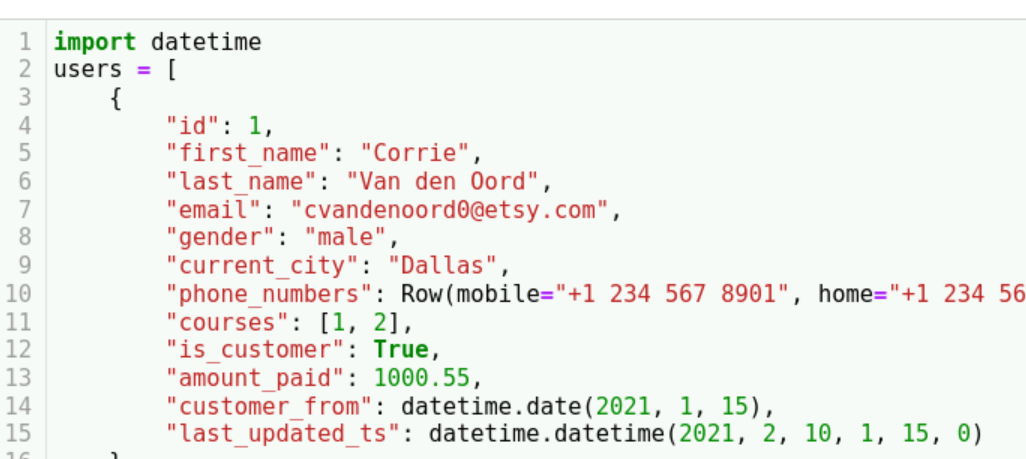 1 import datetime
2 users = [
3     {
4         "id": 1,
5         "first_name": "Corrie",
6         "last_name": "Van den Oord",
7         "email": "cvandenoord0@etsy.com",
8         "gender": "male",
9         "current_city": "Dallas",
10         "phone_numbers": Row(mobile="+1 234 567 8901", home="+1 234 56
11         "courses": [1, 2],
12         "is_customer": True,
13         "amount_paid": 1000.55,
14         "customer_from": datetime.date(2021, 1, 15),
15         "last_updated_ts": datetime.datetime(2021, 2, 10, 1, 15, 0)
16     }